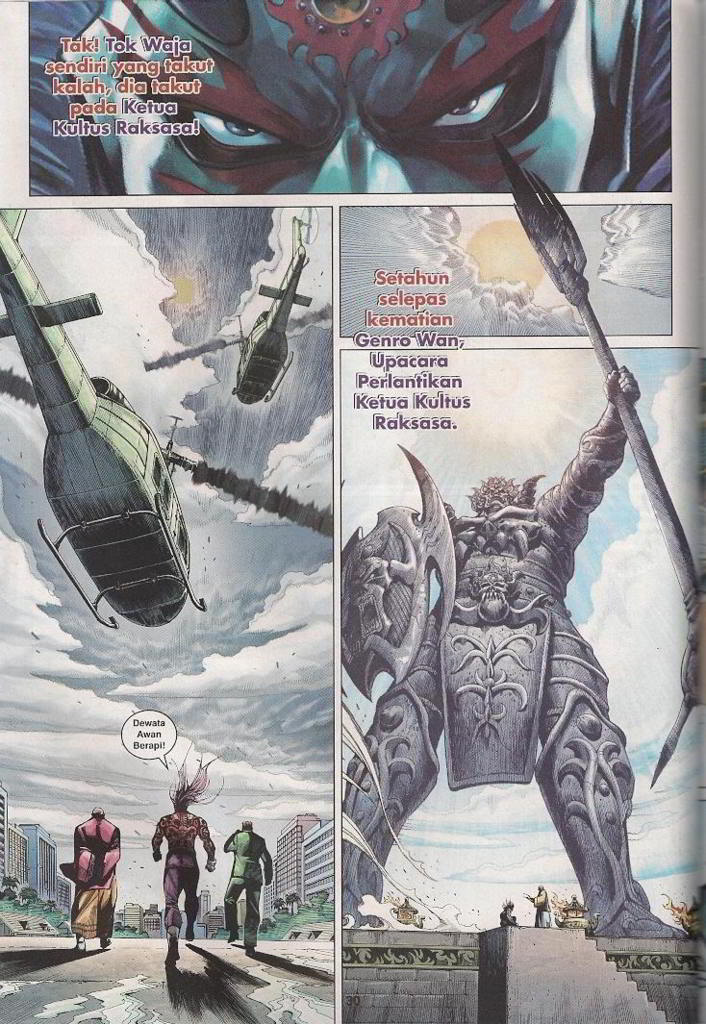 Tak! Tok Waja
sendiri yang takut
kalah, dia takut
pada Ketua
Kultus Raksasa!
Setahun
selepas
kematian
Genro Wan,
Upacara
Perlantikan
Ketua Kultus
Raksasa.
Dewata
Awan
Berapi!
30